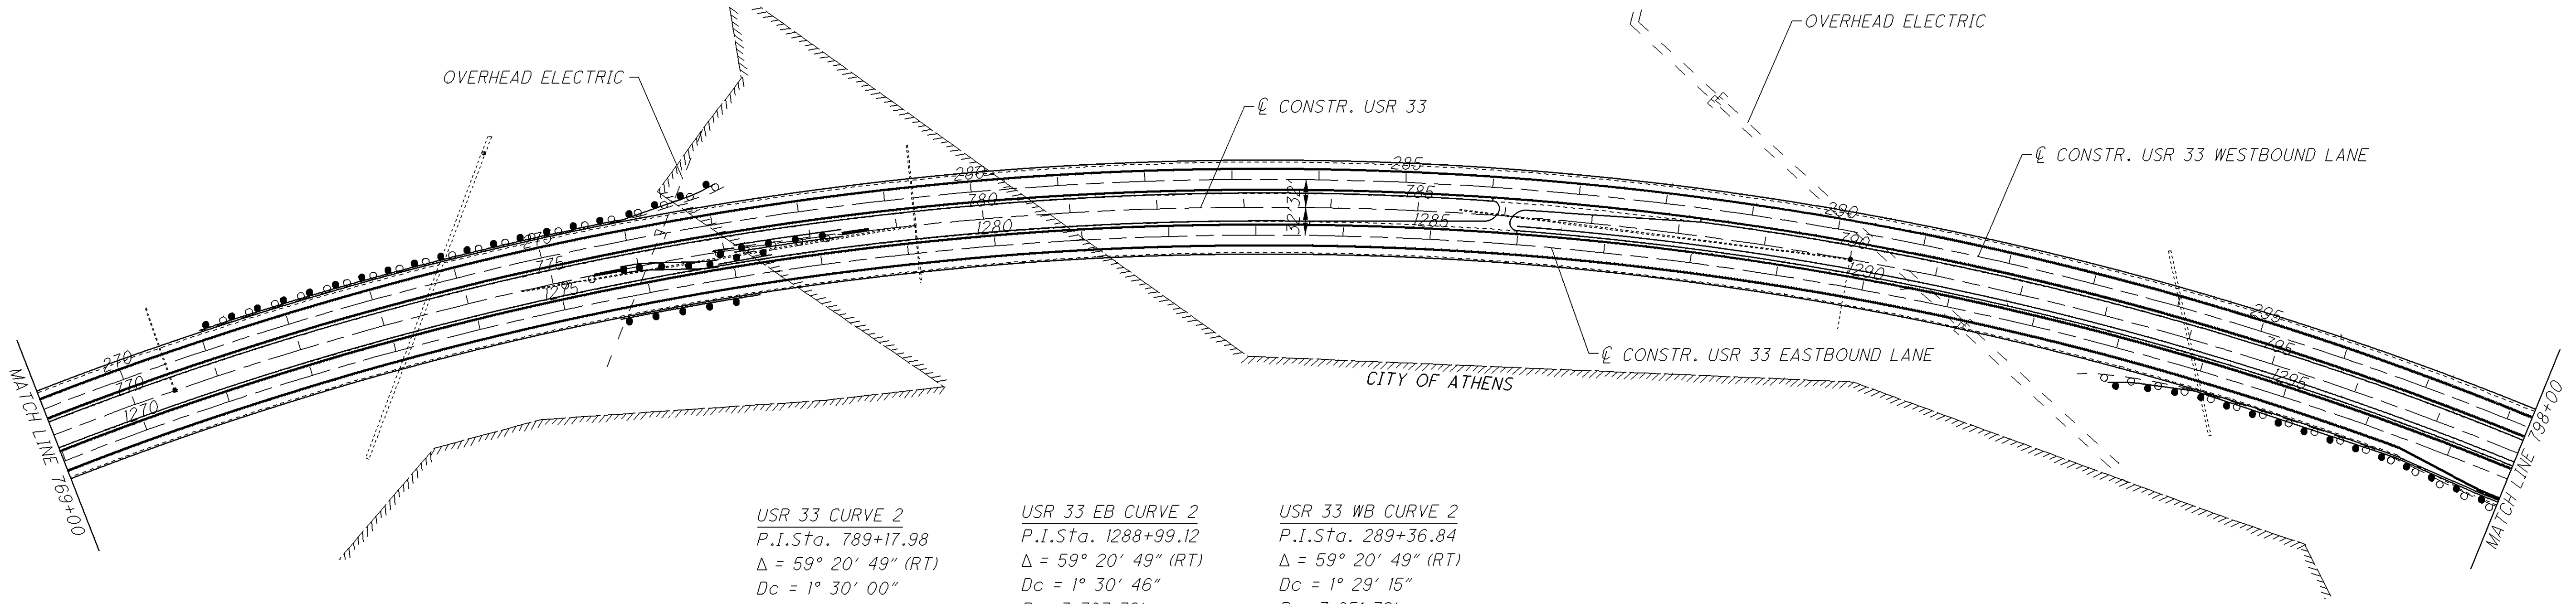 OVERHEAD ELECTRIC
OVERHEAD ELECTRIC
℄ CONSTR. USR 33
℄ CONSTR. USR 33 WESTBOUND LANE
℄ CONSTR. USR 33 EASTBOUND LANE
CITY OF ATHENS
270
275
280
285
290
295
770
775
780
785
790
795
1270
1275
1280
1285
1290
1295
32' 32'
MATCH LINE 769+00
MATCH LINE 798+00
USR 33 CURVE 2
P.I.Sta. 789+17.98
Δ = 59° 20' 49" (RT)
Dc = 1° 30' 00"
USR 33 EB CURVE 2
P.I.Sta. 1288+99.12
Δ = 59° 20' 49" (RT)
Dc = 1° 30' 46"
USR 33 WB CURVE 2
P.I.Sta. 289+36.84
Δ = 59° 20' 49" (RT)
Dc = 1° 29' 15"